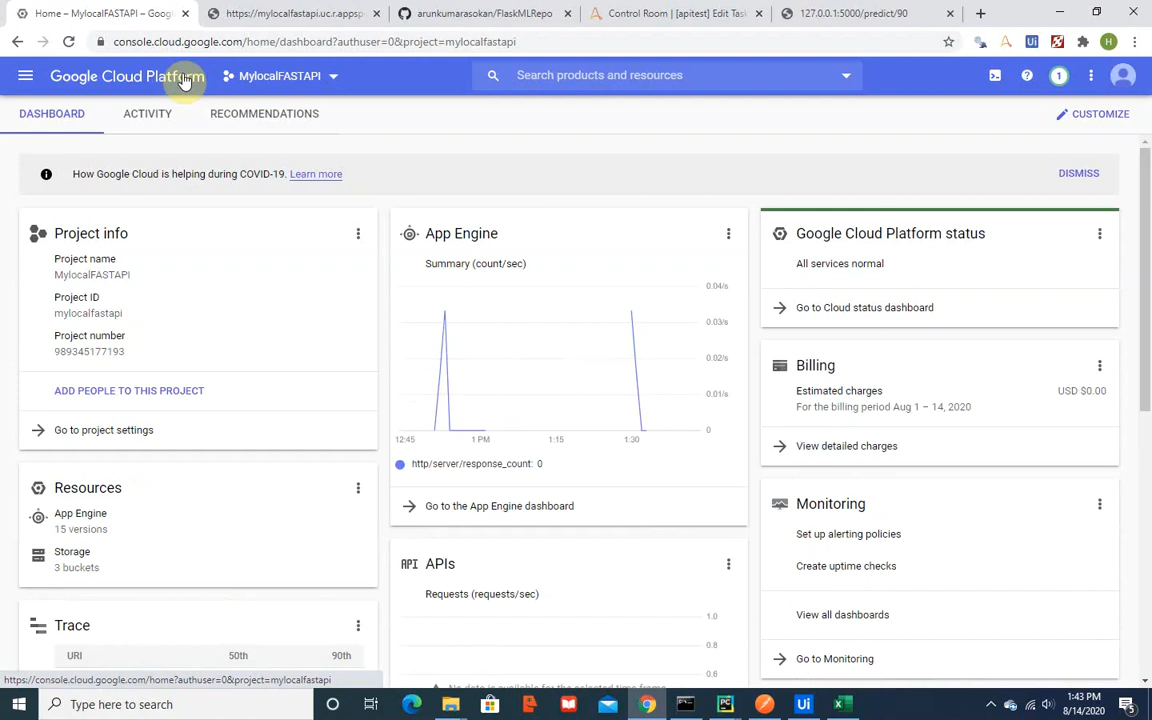 Home – MylocalFASTAPI – Goog
https://mylocalfastapi.uc.r.appsp
arunkumarasokan/FlaskMLRepo
Control Room | [apitest] Edit Tas
127.0.0.1:5000/predict/90
console.cloud.google.com/home/dashboard?authuser=0&project=mylocalfastapi
Ui
H
Google Cloud Platform
MylocalFASTAPI
Search products and resources
1
DASHBOARD
ACTIVITY
RECOMMENDATIONS
CUSTOMIZE
How Google Cloud is helping during COVID-19. Learn more
DISMISS
Project info
Project name
MylocalFASTAPI
Project ID
mylocalfastapi
Project number
989345177193
ADD PEOPLE TO THIS PROJECT
Go to project settings
Resources
App Engine
15 versions
Storage
3 buckets
Trace
URI 50th 90th
App Engine
Summary (count/sec)
0.04/s
0.03/s
0.02/s
0.01/s
0
12:45 1 PM 1:15 1:30
http/server/response_count: 0
Go to the App Engine dashboard
API APIs
Requests (requests/sec)
1.0
0.8
0.6
Google Cloud Platform status
All services normal
Go to Cloud status dashboard
Billing
Estimated charges USD $0.00
For the billing period Aug 1 – 14, 2020
View detailed charges
Monitoring
Set up alerting policies
Create uptime checks
View all dashboards
Go to Monitoring
https://console.cloud.google.com/home?authuser=0&project=mylocalfastapi
Type here to search
PC
Ui
1:43 PM
8/14/2020
5